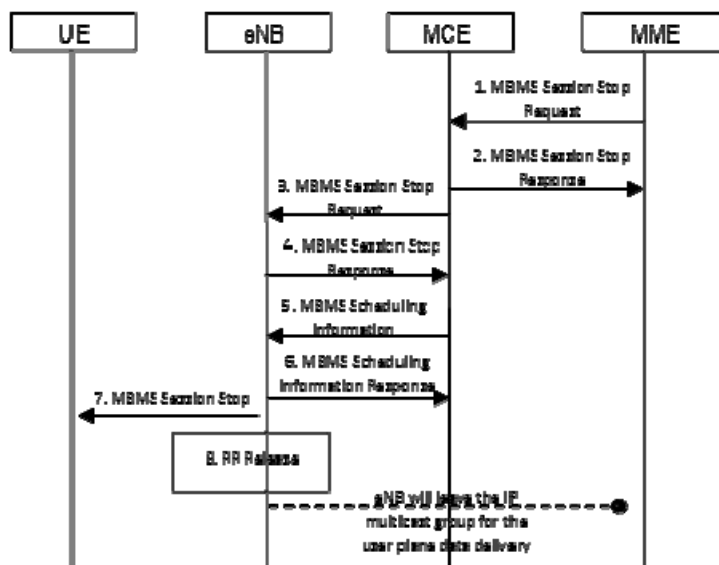 UE
eNB
MCE
MME
1. MBMS Session Stop
Request
2. MBMS Session Stop
Response
3. MBMS Session Stop
Request
4. MBMS Session Stop
Response
5. MBMS Scheduling
Information
6. MBMS Scheduling
Information Response
7. MBMS Session Stop
8. RR Release
eNB will leave the IP
multicast group for the
user plane data delivery